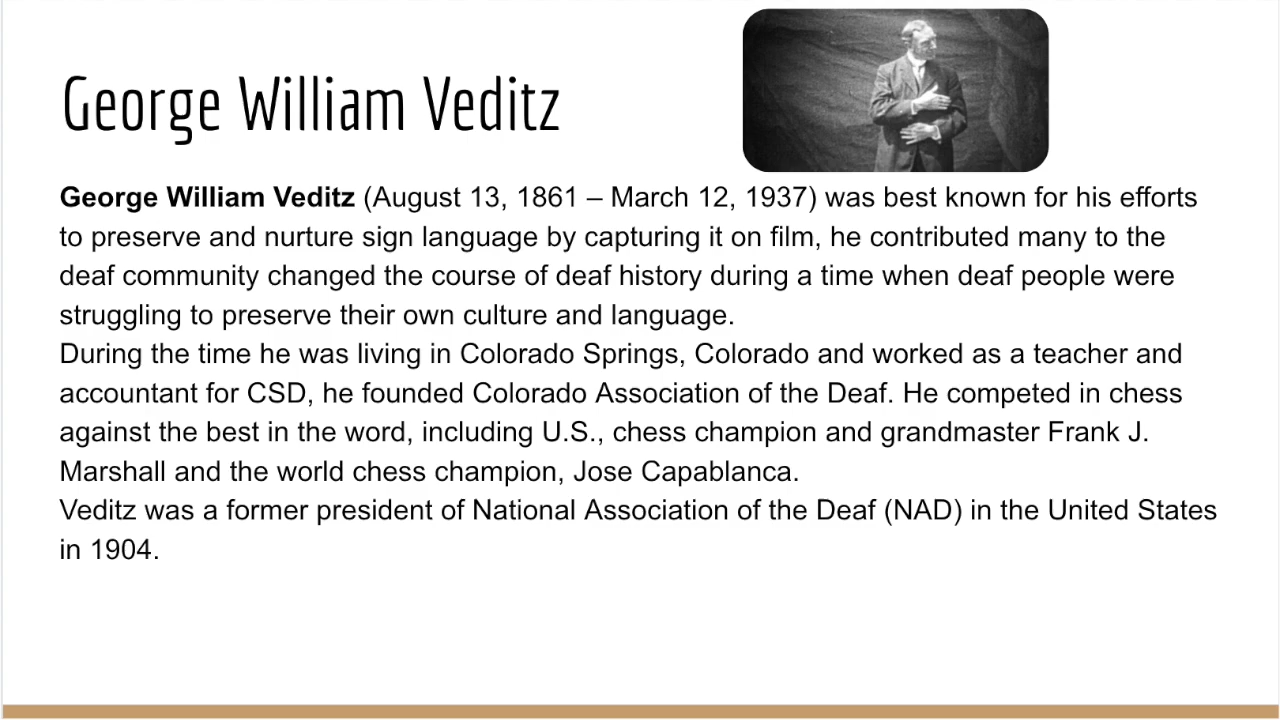 George William Veditz
George William Veditz (August 13, 1861 – March 12, 1937) was best known for his efforts
to preserve and nurture sign language by capturing it on film, he contributed many to the
deaf community changed the course of deaf history during a time when deaf people were
struggling to preserve their own culture and language.
During the time he was living in Colorado Springs, Colorado and worked as a teacher and
accountant for CSD, he founded Colorado Association of the Deaf. He competed in chess
against the best in the word, including U.S., chess champion and grandmaster Frank J.
Marshall and the world chess champion, Jose Capablanca.
Veditz was a former president of National Association of the Deaf (NAD) in the United States
in 1904.